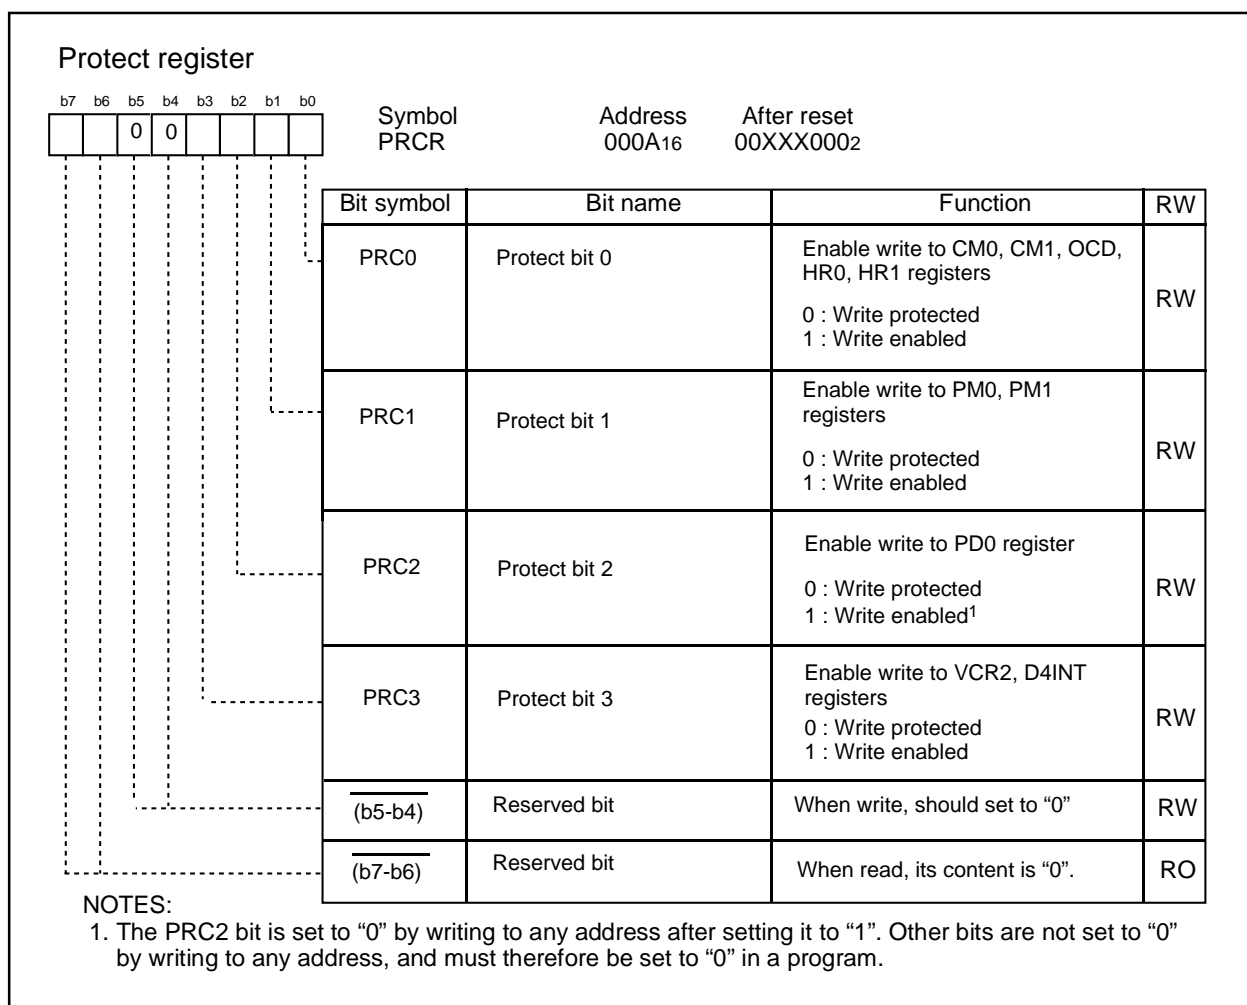 Protect register
b7 b6 b5 b4 b3 b2 b1 b0
0 0
Symbol Address After reset
PRCR 000A16 00XXX0002
Bit symbol Bit name Function RW
PRC0 Protect bit 0 Enable write to CM0, CM1, OCD,
HR0, HR1 registers
0 : Write protected
1 : Write enabled
RW
PRC1 Protect bit 1 Enable write to PM0, PM1
registers
0 : Write protected
1 : Write enabled
RW
PRC2 Protect bit 2 Enable write to PD0 register
0 : Write protected
1 : Write enabled1
RW
PRC3 Protect bit 3 Enable write to VCR2, D4INT
registers
0 : Write protected
1 : Write enabled
RW
(b5-b4) Reserved bit When write, should set to “0” RW
(b7-b6) Reserved bit When read, its content is “0”. RO
NOTES:
1. The PRC2 bit is set to “0” by writing to any address after setting it to “1”. Other bits are not set to “0”
by writing to any address, and must therefore be set to “0” in a program.